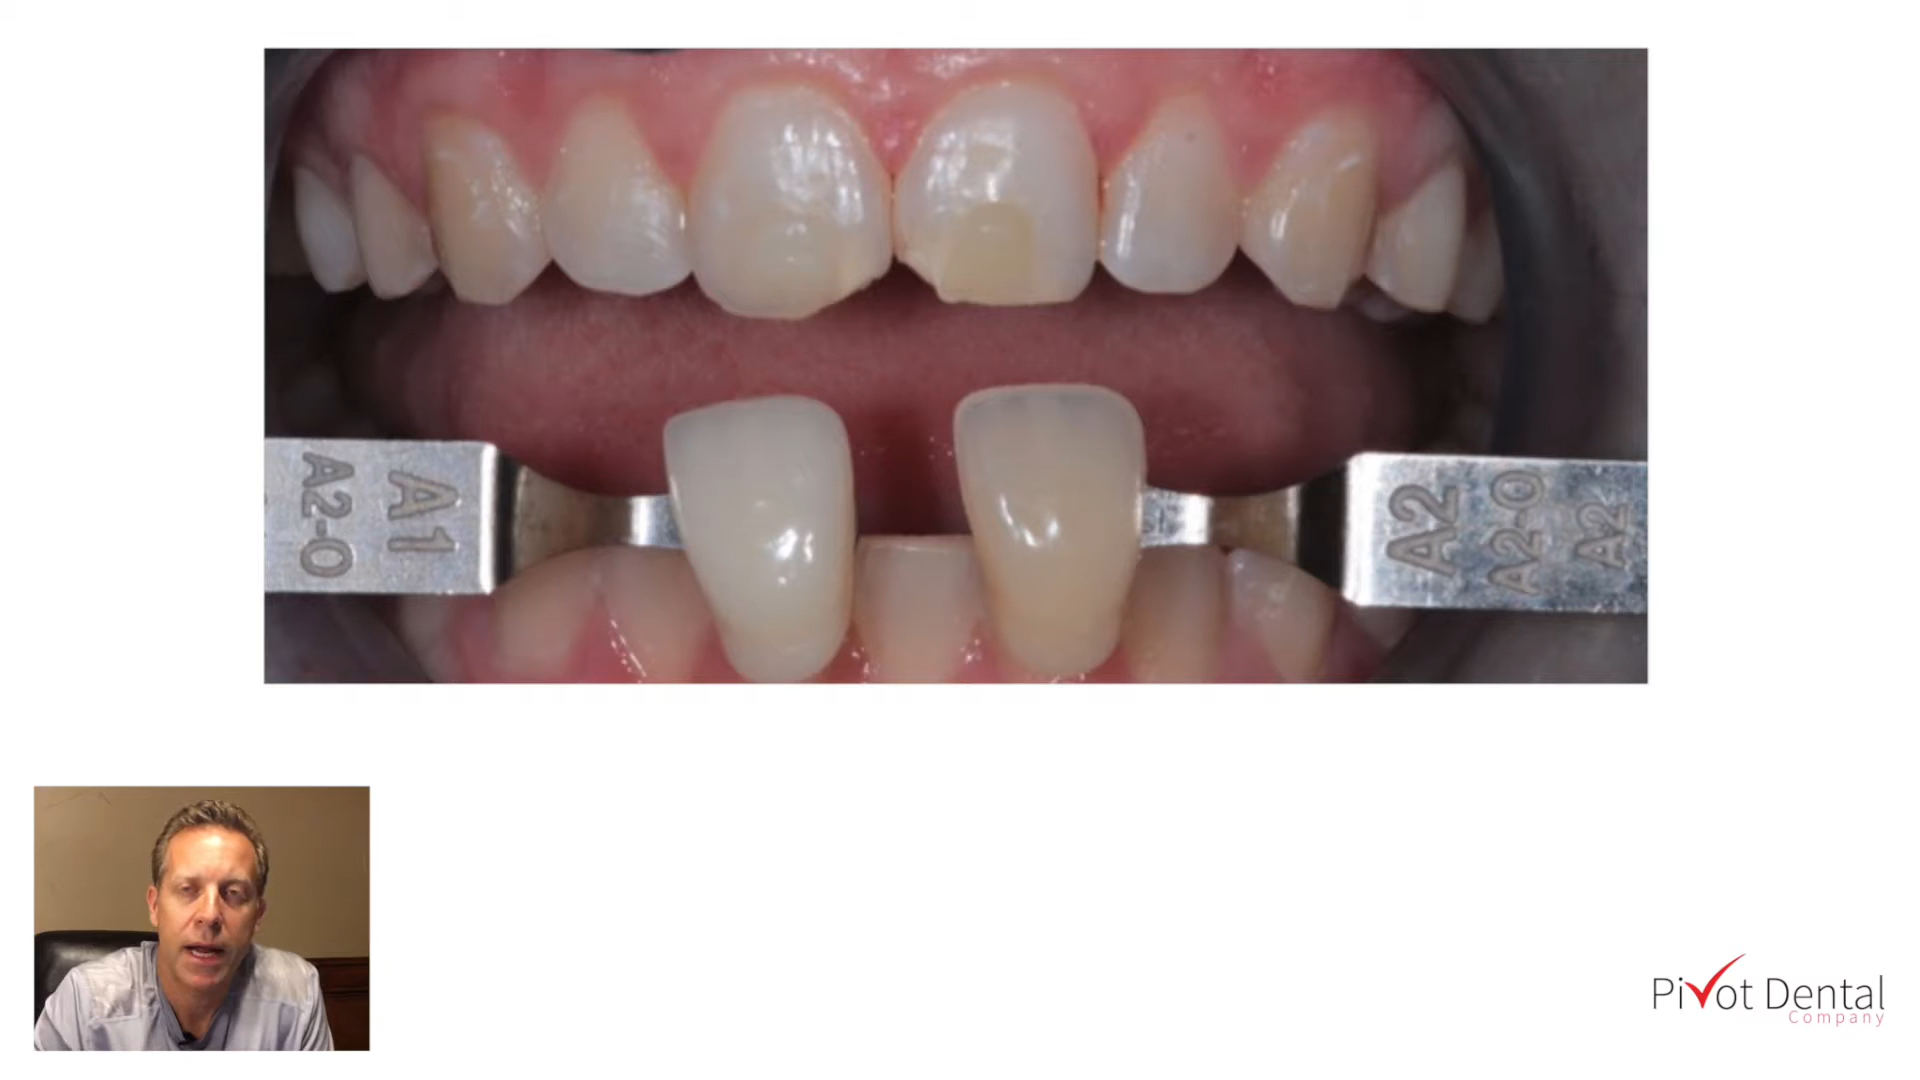 A2-O
A1
A2
A2-O
A2
Pivot Dental
Company